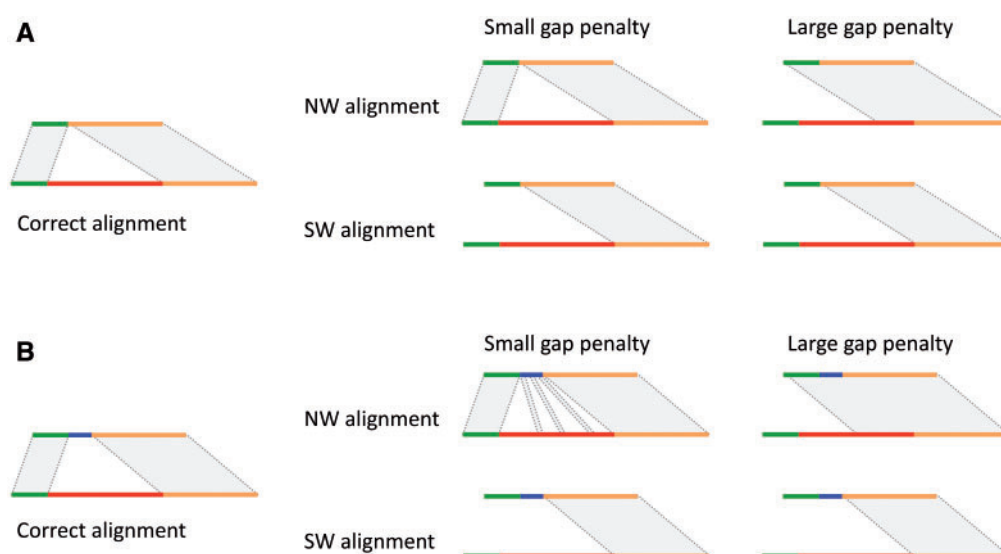 A
Small gap penalty
Large gap penalty
NW alignment
Correct alignment
SW alignment
B
Small gap penalty
Large gap penalty
NW alignment
Correct alignment
SW alignment